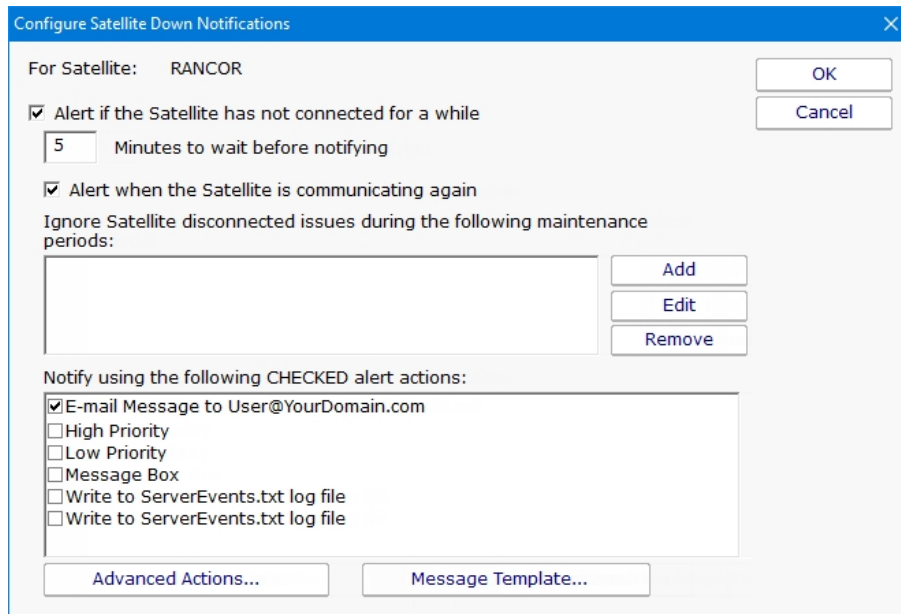 Configure Satellite Down Notifications
For Satellite: RANCOR
OK
Cancel
Alert if the Satellite has not connected for a while
5 Minutes to wait before notifying
Alert when the Satellite is communicating again
Ignore Satellite disconnected issues during the following maintenance
periods:
Add
Edit
Remove
Notify using the following CHECKED alert actions:
E-mail Message to User@YourDomain.com
High Priority
Low Priority
Message Box
Write to ServerEvents.txt log file
Write to ServerEvents.txt log file
Advanced Actions... Message Template...